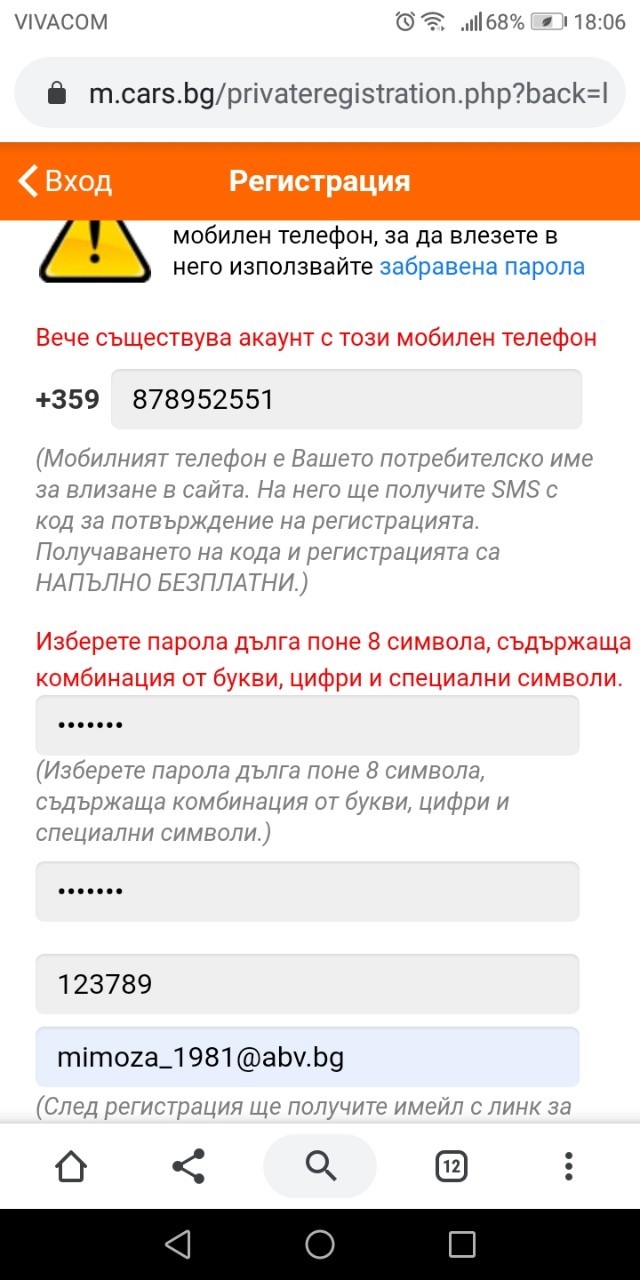 VIVACOM 68% 18:06
m.cars.bg/privateregistration.php?back=l
Вход Регистрация
мобилен телефон, за да влезете в
него използвайте забравена парола
Вече съществува акаунт с този мобилен телефон
+359 878952551
(Мобилният телефон е Вашето потребителско име
за влизане в сайта. На него ще получите SMS с
код за потвърждение на регистрацията.
Получаването на кода и регистрацията са
НАПЪЛНО БЕЗПЛАТНИ.)
Изберете парола дълга поне 8 символа, съдържаща
комбинация от букви, цифри и специални символи.
•••••••
(Изберете парола дълга поне 8 символа,
съдържаща комбинация от букви, цифри и
специални символи.)
•••••••
123789
mimoza_1981@abv.bg
(След регистрация ще получите имейл с линк за
12